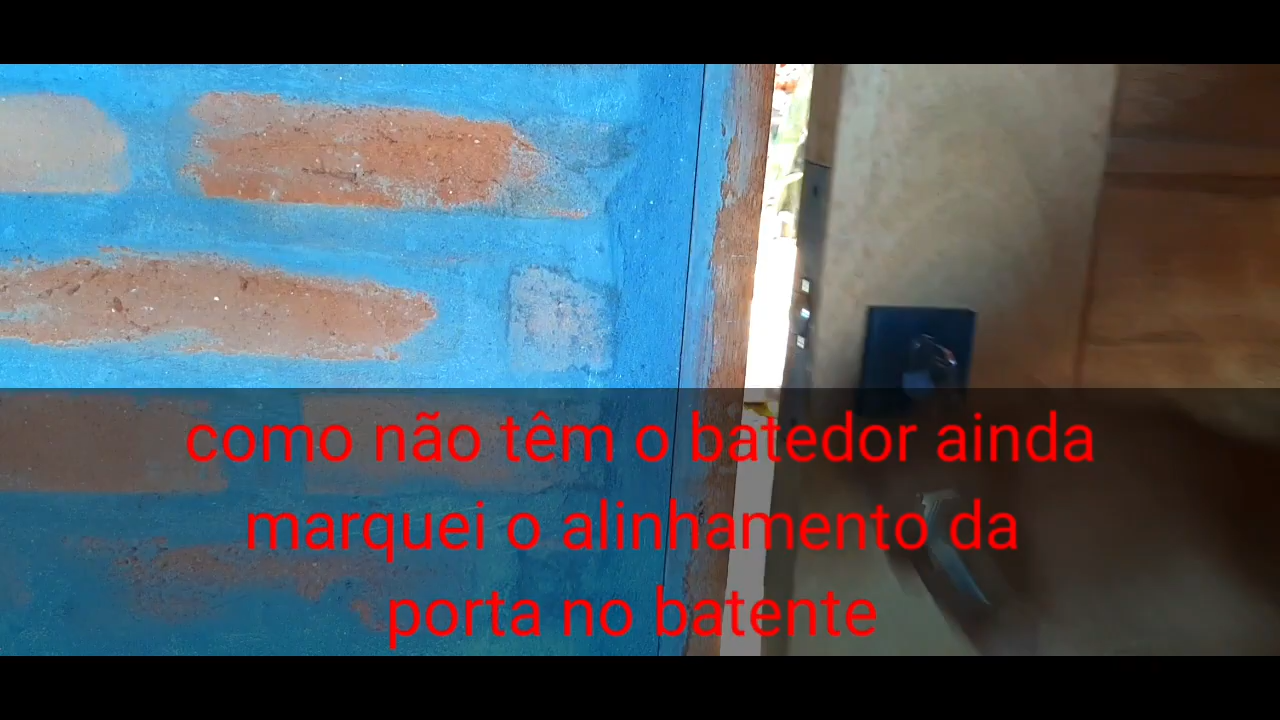 como não têm o batedor ainda
marquei o alinhamento da
porta no batente